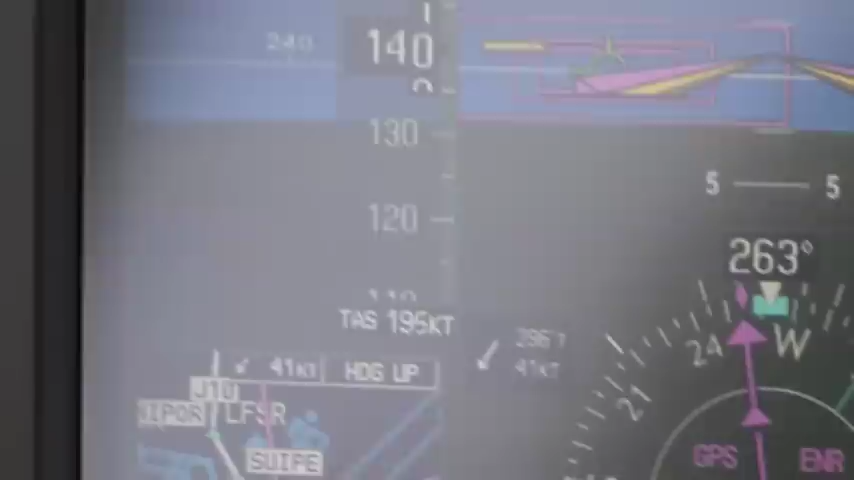 240
140
130
120
5 5
263°
TAS 195KT
41KT
HDG UP
41KT
24
W
21
J10
NIPOR
LFSR
SUIPE
GPS
ENR